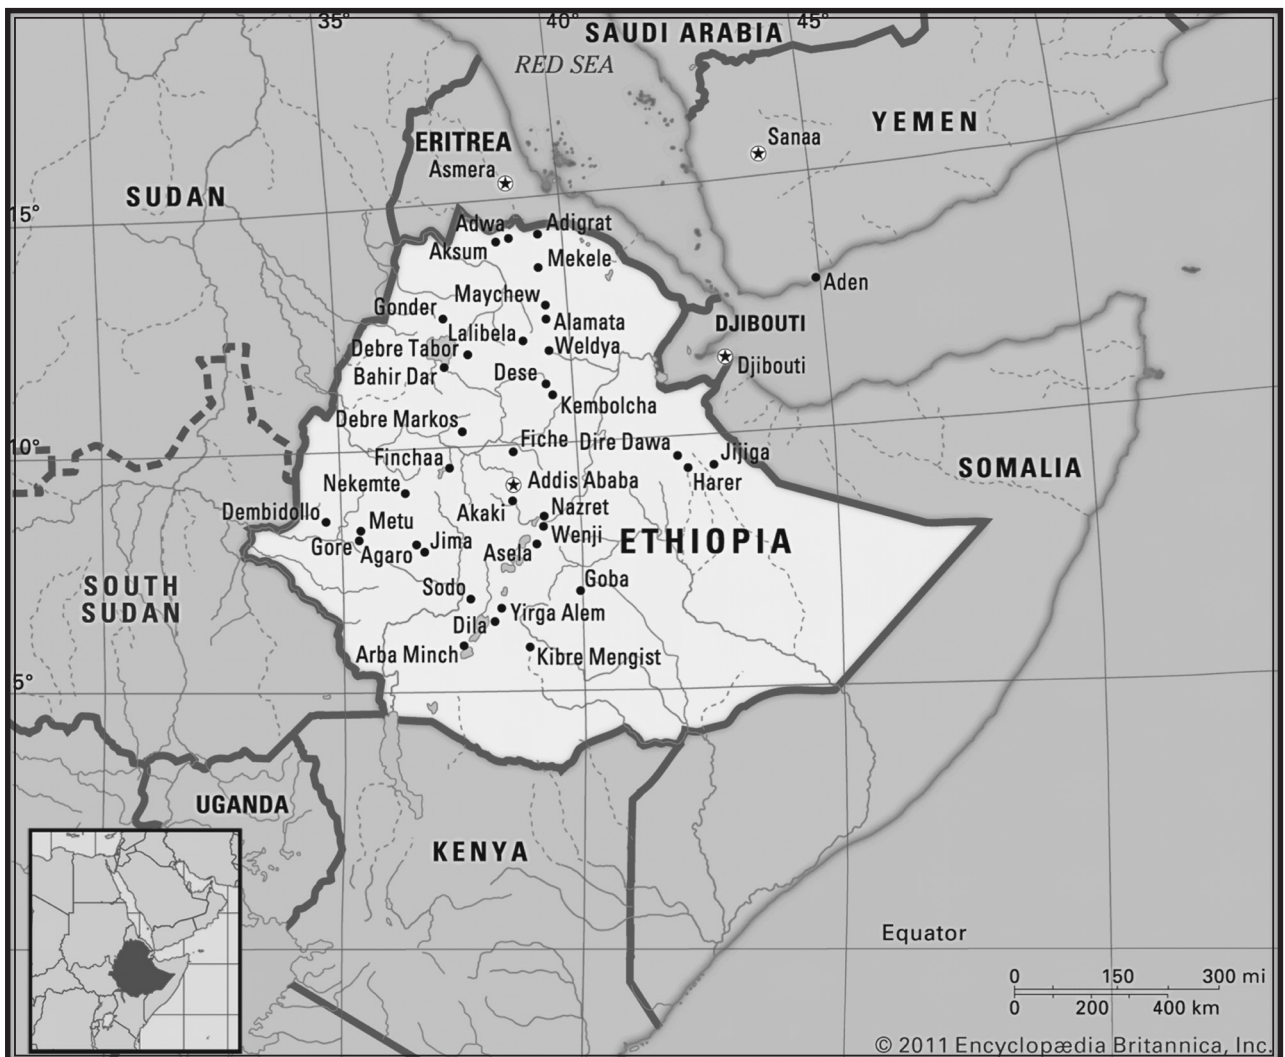 35°
40°
45°
SAUDI ARABIA
RED SEA
YEMEN
Sanaa
ERITREA
Asmera
SUDAN
15°
Adwa
Adigrat
Aksum
Mekele
Aden
Maychew
Gonder
Alamata
DJIBOUTI
Lalibela
Weldya
Debre Tabor
Djibouti
Bahir Dar
Dese
Kembolcha
Debre Markos
10°
Fiche
Dire Dawa
Jijiga
Finchaa
SOMALIA
Nekemte
Addis Ababa
Harer
Dembidollo
Metu
Akaki
Nazret
Gore
Agaro
Jima
Wenji
ETHIOPIA
Asela
SOUTH
SUDAN
Goba
Sodo
Yirga Alem
Dila
Arba Minch
Kibre Mengist
5°
UGANDA
KENYA
Equator
0 150 300 mi
0 200 400 km
© 2011 Encyclopædia Britannica, Inc.